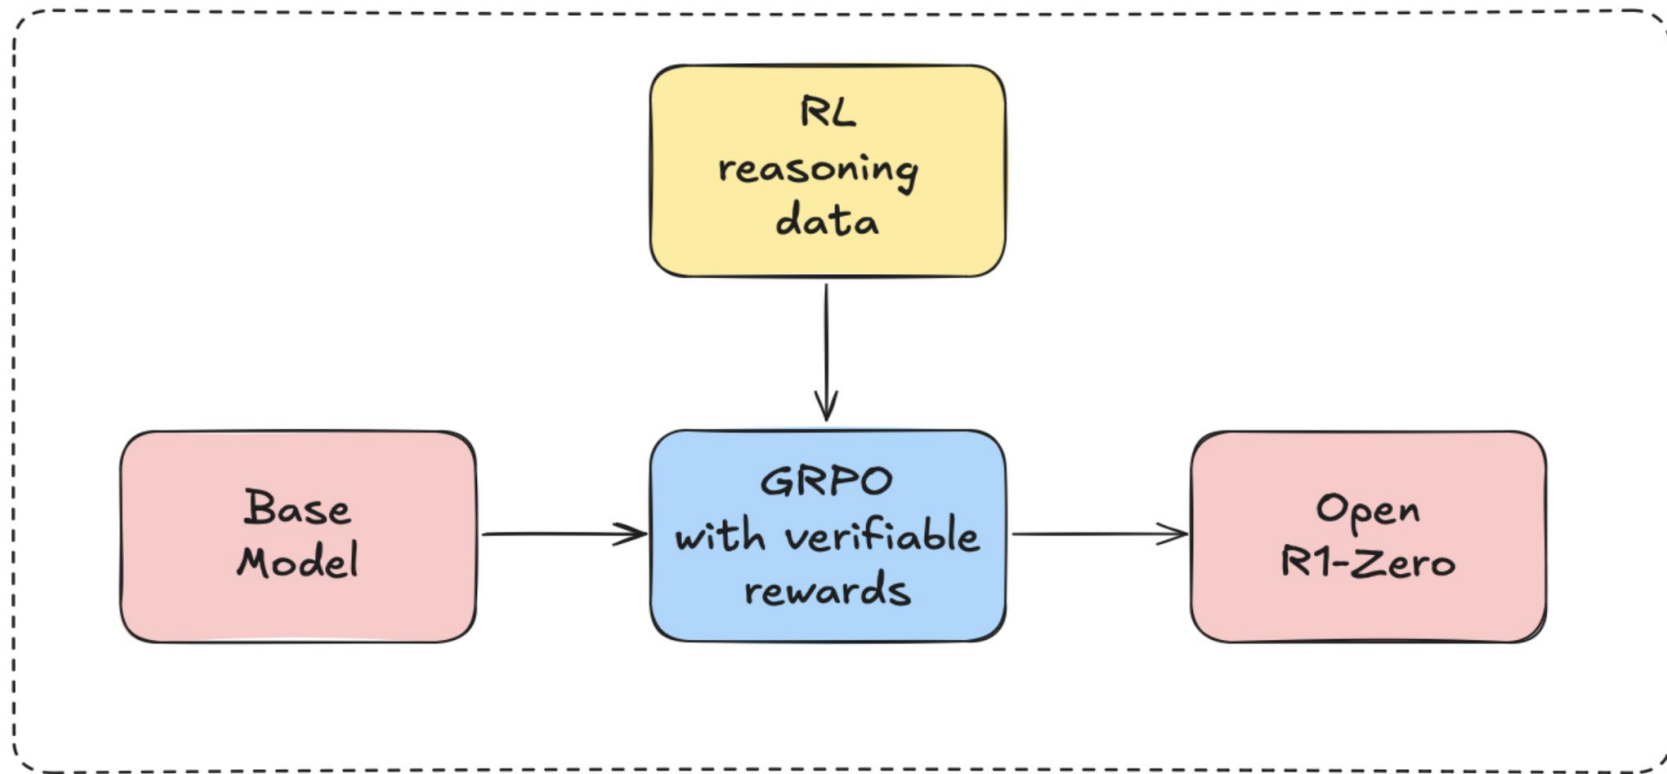 RL
reasoning
data
Base
Model
GRPO
with verifiable
rewards
Open
R1-Zero